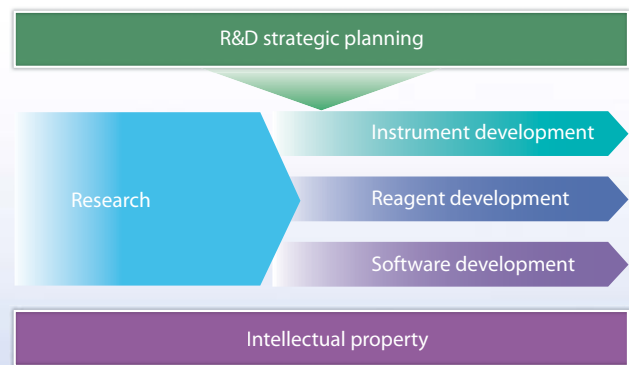 R&D strategic planning
Instrument development
Research
Reagent development
Software development
Intellectual property